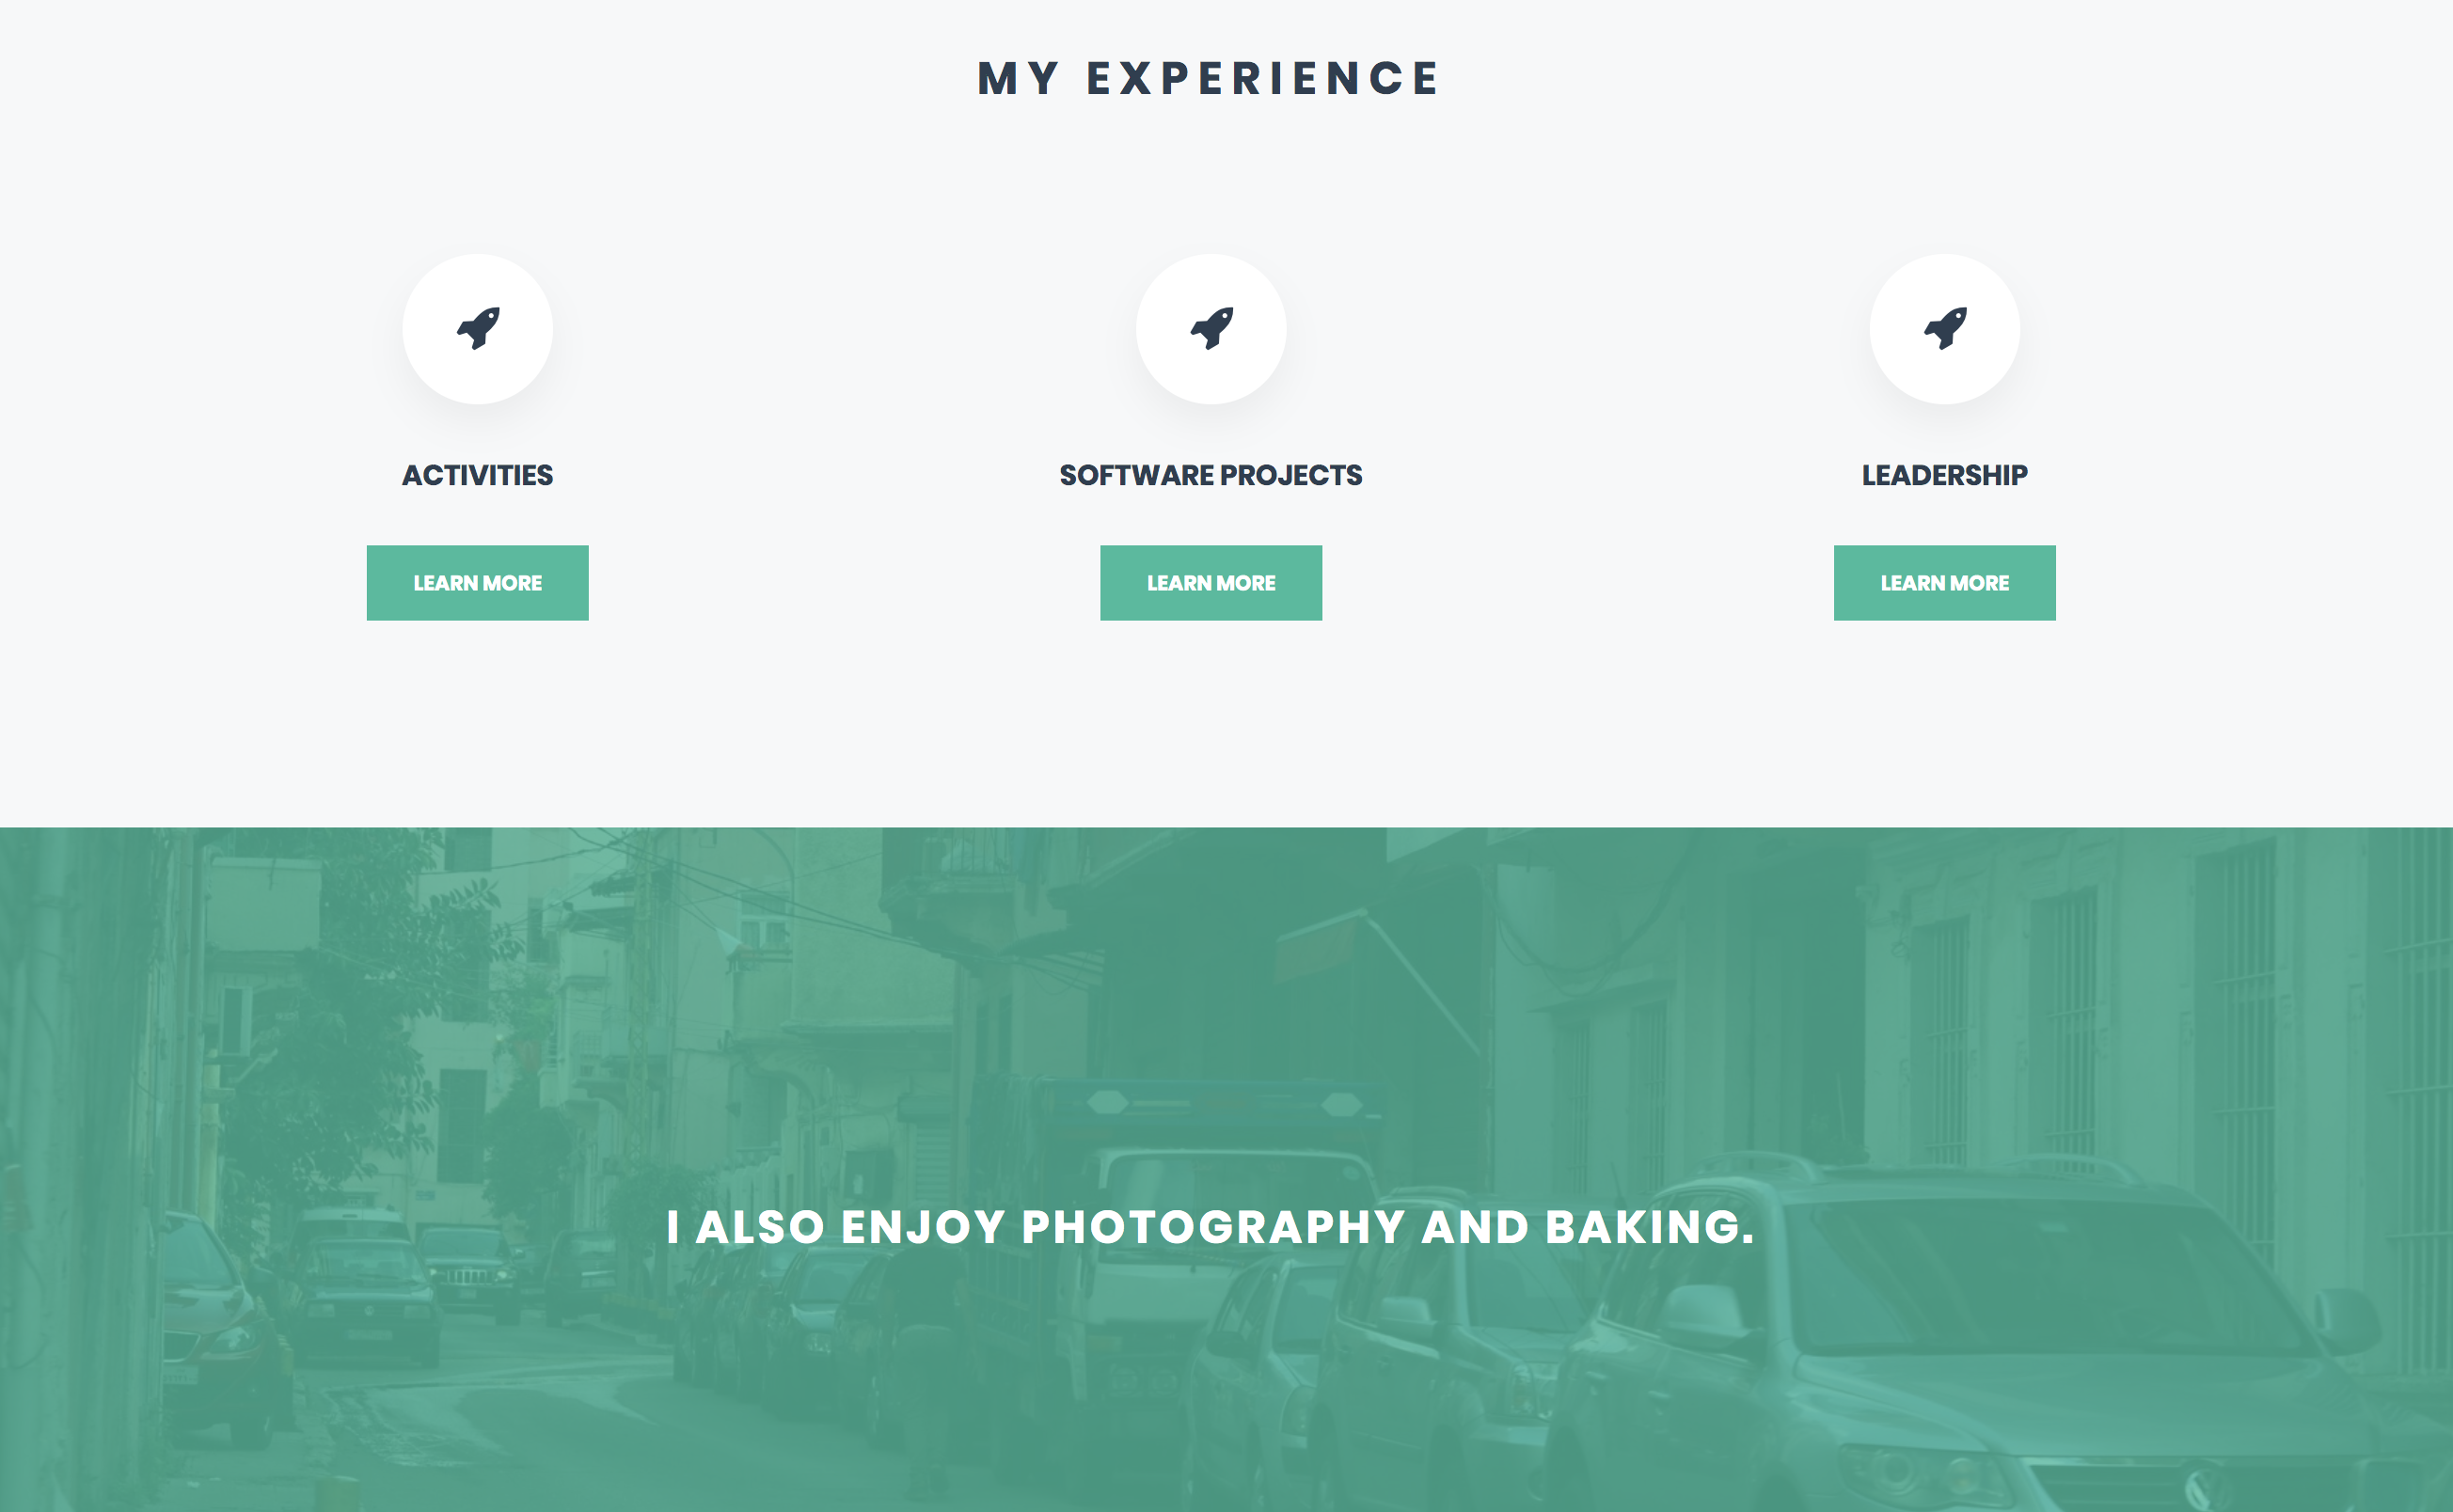 MY EXPERIENCE
ACTIVITIES
SOFTWARE PROJECTS
LEADERSHIP
LEARN MORE
LEARN MORE
LEARN MORE
I ALSO ENJOY PHOTOGRAPHY AND BAKING.